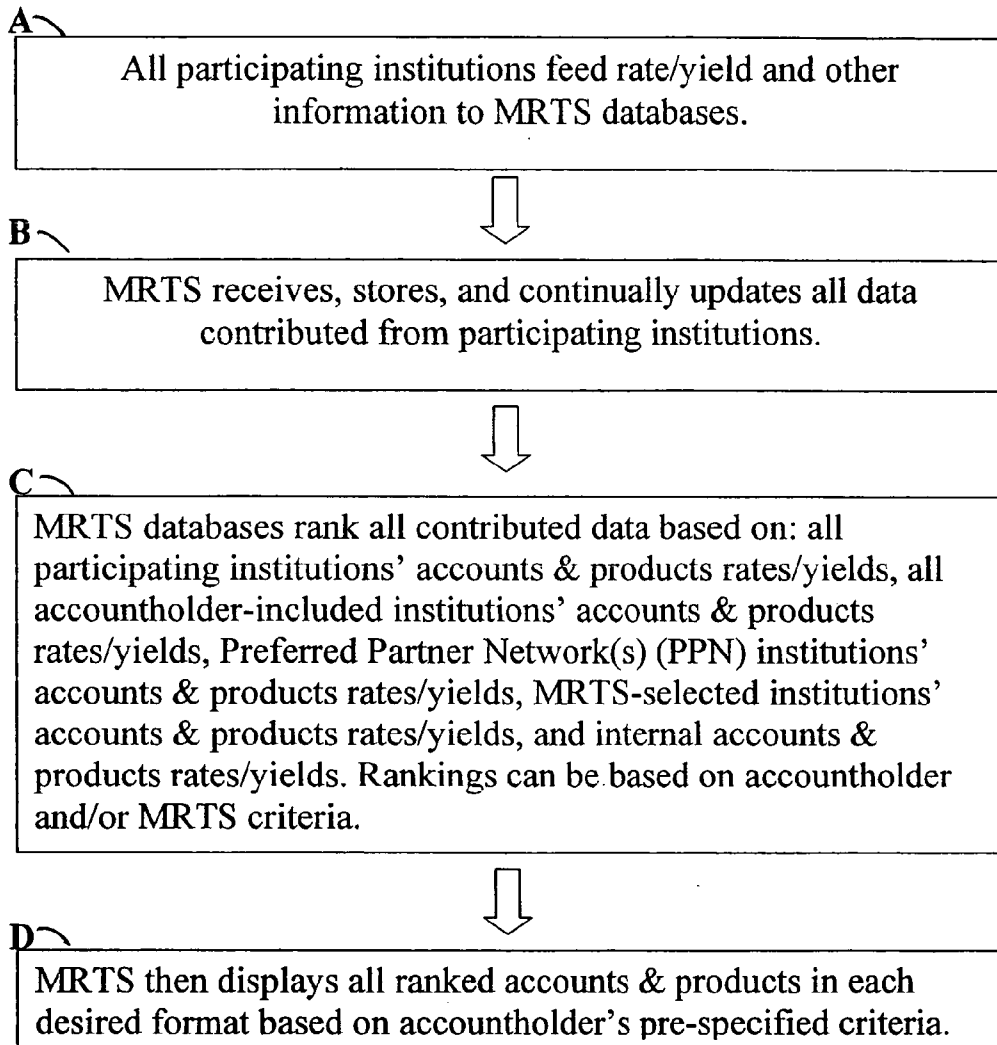 A
All participating institutions feed rate/yield and other
information to MRTS databases.
B
MRTS receives, stores, and continually updates all data
contributed from participating institutions.
C
MRTS databases rank all contributed data based on: all
participating institutions' accounts & products rates/yields, all
accountholder-included institutions' accounts & products
rates/yields, Preferred Partner Network(s) (PPN) institutions'
accounts & products rates/yields, MRTS-selected institutions'
accounts & products rates/yields, and internal accounts &
products rates/yields. Rankings can be based on accountholder
and/or MRTS criteria.
D
MRTS then displays all ranked accounts & products in each
desired format based on accountholder's pre-specified criteria.